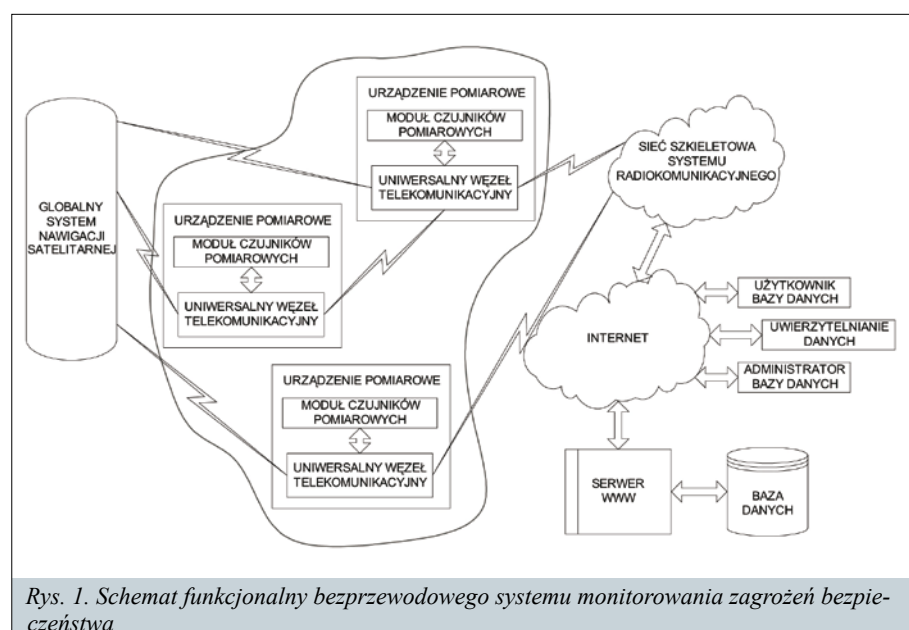 GLOBALNY
SYSTEM
NAWIGACJI
SATELITARNEJ
URZĄDZENIE POMIAROWE
MODUŁ CZUJNIKÓW
POMIAROWYCH
UNIWERSALNY WĘZEŁ
TELEKOMUNIKACYJNY
URZĄDZENIE POMIAROWE
MODUŁ CZUJNIKÓW
POMIAROWYCH
UNIWERSALNY WĘZEŁ
TELEKOMUNIKACYJNY
URZĄDZENIE POMIAROWE
MODUŁ CZUJNIKÓW
POMIAROWYCH
UNIWERSALNY WĘZEŁ
TELEKOMUNIKACYJNY
SIEĆ SZKIELETOWA
SYSTEMU
RADIOKOMUNIKACYJNEGO
INTERNET
UŻYTKOWNIK
BAZY DANYCH
UWIERZYTELNIANIE
DANYCH
ADMINISTRATOR
BAZY DANYCH
SERWER
WWW
BAZA
DANYCH
Rys. 1. Schemat funkcjonalny bezprzewodowego systemu monitorowania zagrożeń bezpie-
czeństwa